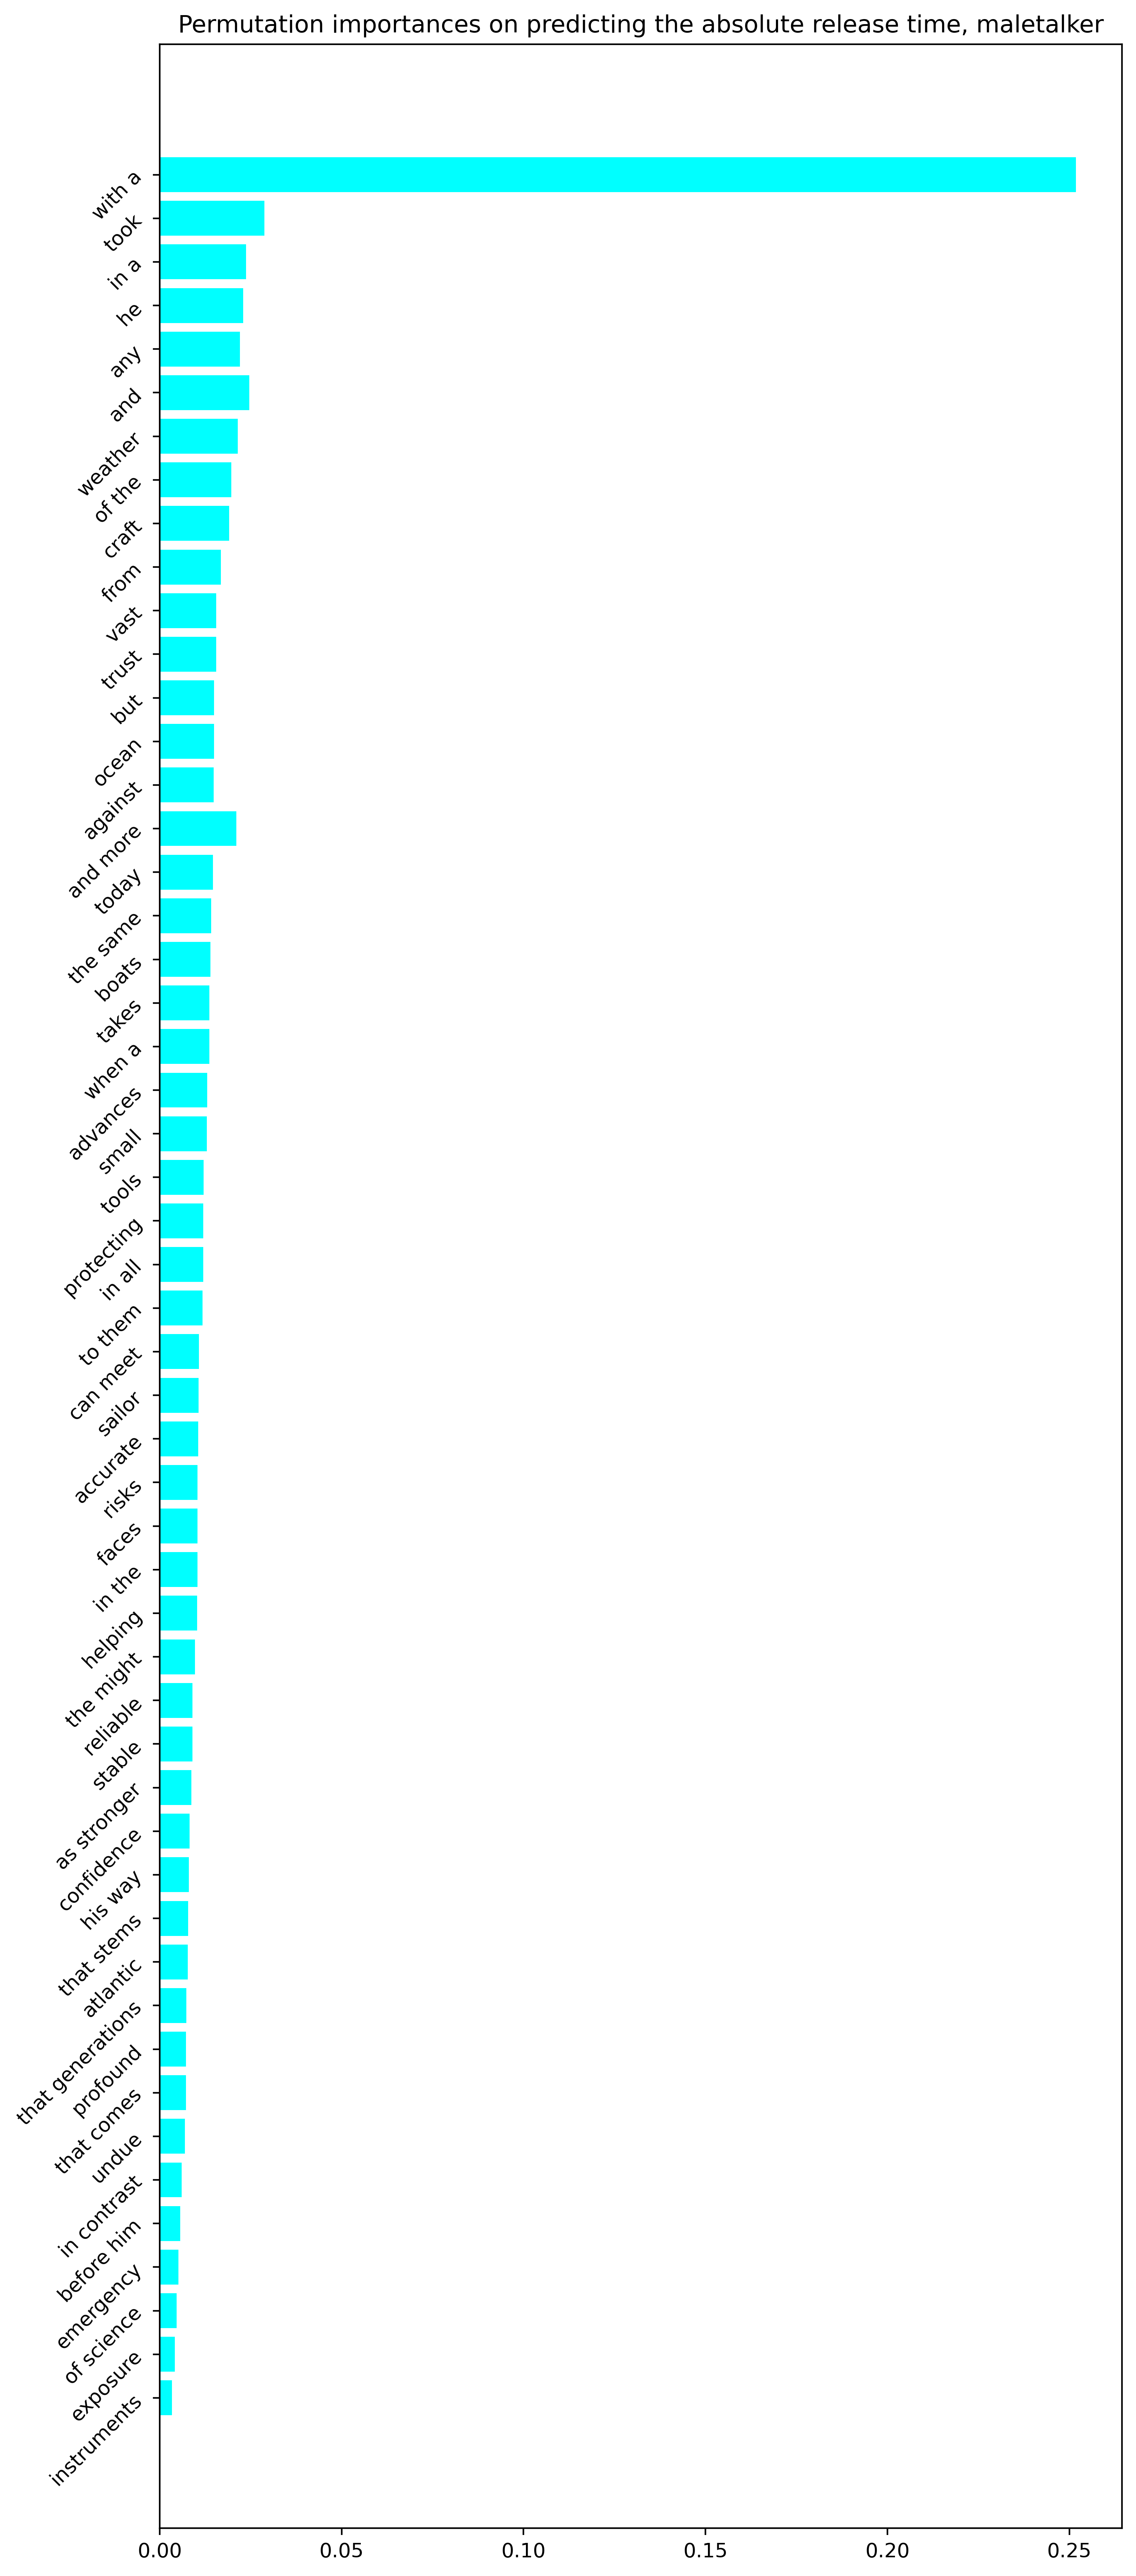 Permutation importances on predicting the absolute release time, maletalker
with a
took
in a
he
any
and
weather
of the
craft
from
vast
trust
but
ocean
against
and more
today
the same
boats
takes
when a
advances
small
tools
protecting
in all
to them
can meet
sailor
accurate
risks
faces
in the
helping
the might
reliable
stable
as stronger
confidence
his way
that stems
atlantic
that generations
profound
that comes
undue
in contrast
before him
emergency
of science
exposure
instruments
0.00 0.05 0.10 0.15 0.20 0.25